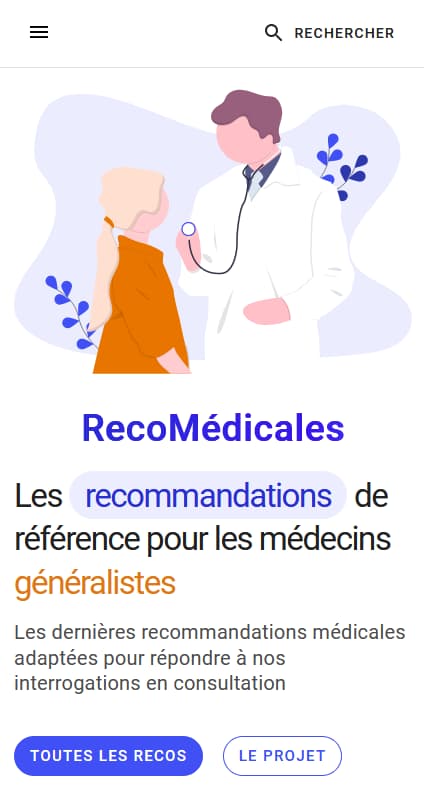 RECHERCHER
RecoMédicales
Les recommandations de
référence pour les médecins
généralistes
Les dernières recommandations médicales
adaptées pour répondre à nos
interrogations en consultation
TOUTES LES RECOS LE PROJET